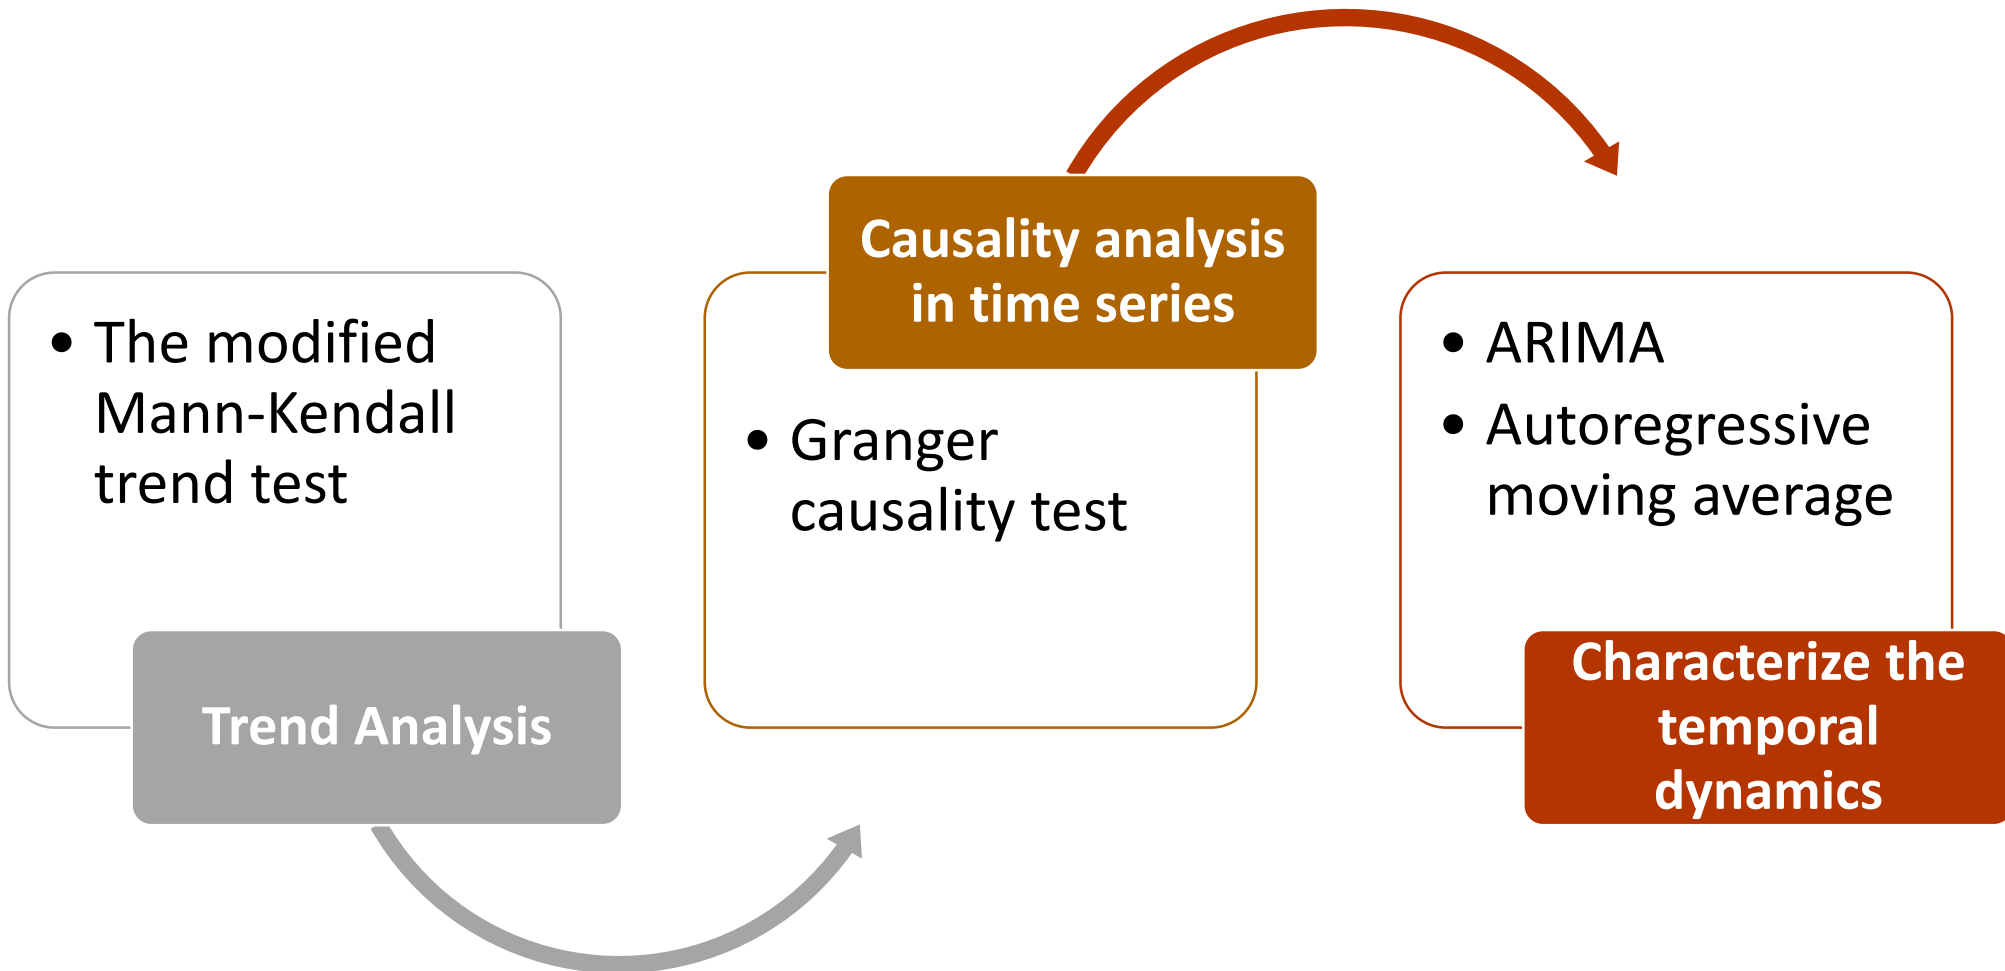 • The modified
Mann-Kendall
trend test
Trend Analysis
Causality analysis
in time series
• Granger
causality test
• ARIMA
• Autoregressive
moving average
Characterize the
temporal
dynamics